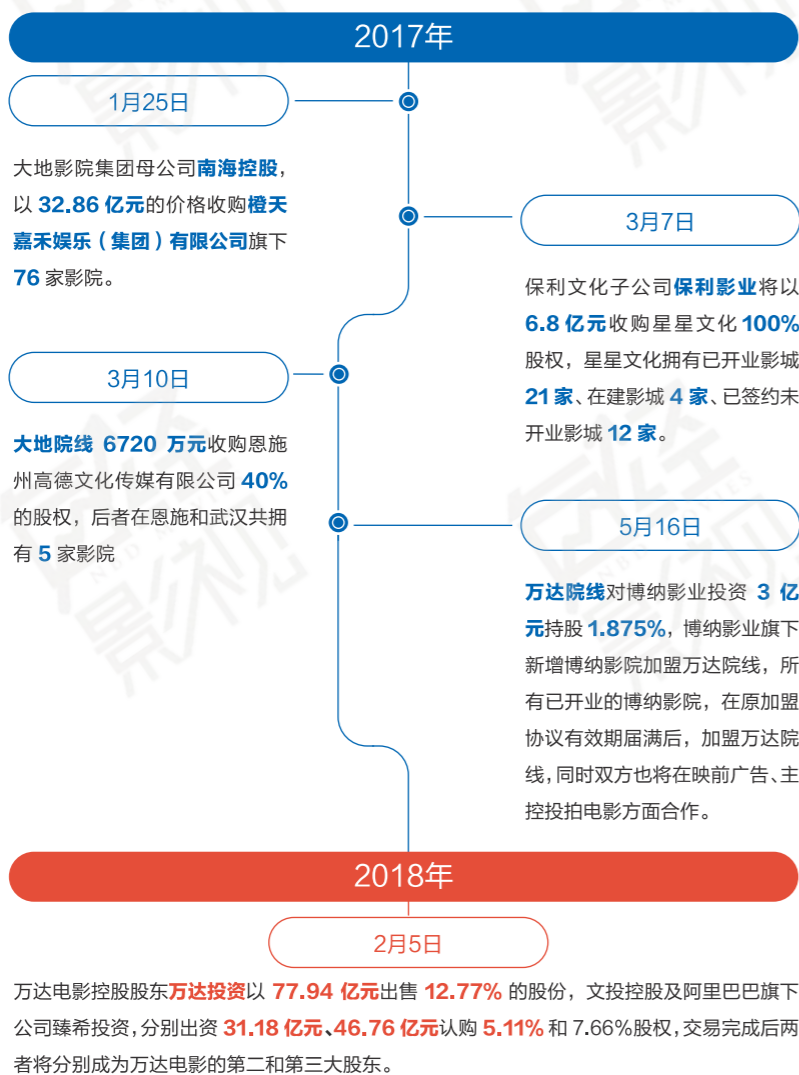 2017年
1月25日
大地影院集团母公司南海控股,
以 32.86 亿元的价格收购橙天
嘉禾娱乐(集团)有限公司旗下
76 家影院。
3月7日
保利文化子公司保利影业将以
6.8 亿元收购星星文化 100%
股权,星星文化拥有已开业影城
21 家、在建影城 4 家、已签约未
开业影城 12 家。
3月10日
大地院线 6720 万元收购恩施
州高德文化传媒有限公司 40%
的股权,后者在恩施和武汉共拥
有 5 家影院
5月16日
万达院线对博纳影业投资 3 亿
元持股 1.875%,博纳影业旗下
新增博纳影院加盟万达院线,所
有已开业的博纳影院,在原加盟
协议有效期届满后,加盟万达院
线,同时双方也将在映前广告、主
控投拍电影方面合作。
2018年
2月5日
万达电影控股股东万达投资以 77.94 亿元出售 12.77% 的股份,文投控股及阿里巴巴旗下
公司臻希投资,分别出资 31.18 亿元、46.76 亿元认购 5.11% 和 7.66%股权,交易完成后两
者将分别成为万达电影的第二和第三大股东。